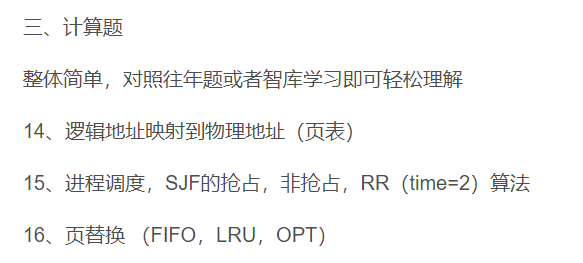 三、计算题
整体简单，对照往年题或者智库学习即可轻松理解
14、逻辑地址映射到物理地址（页表）
15、进程调度，SJF的抢占，非抢占，RR（time=2）算法
16、页替换 （FIFO，LRU，OPT）